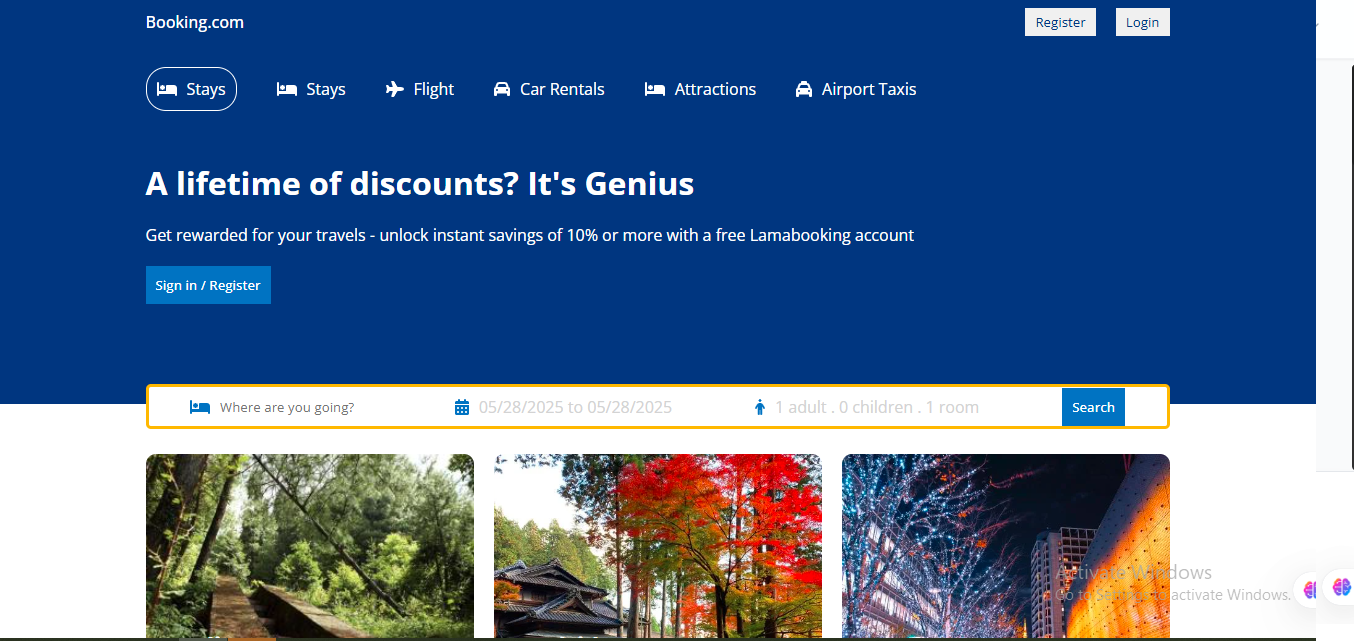 Booking.com
Register
Login
Stays
Stays
Flight
Car Rentals
Attractions
Airport Taxis
A lifetime of discounts? It's Genius
Get rewarded for your travels - unlock instant savings of 10% or more with a free Lamabooking account
Sign in / Register
Where are you going?
05/28/2025 to 05/28/2025
1 adult . 0 children . 1 room
Search
Activate Windows
Go to Settings to activate Windows.